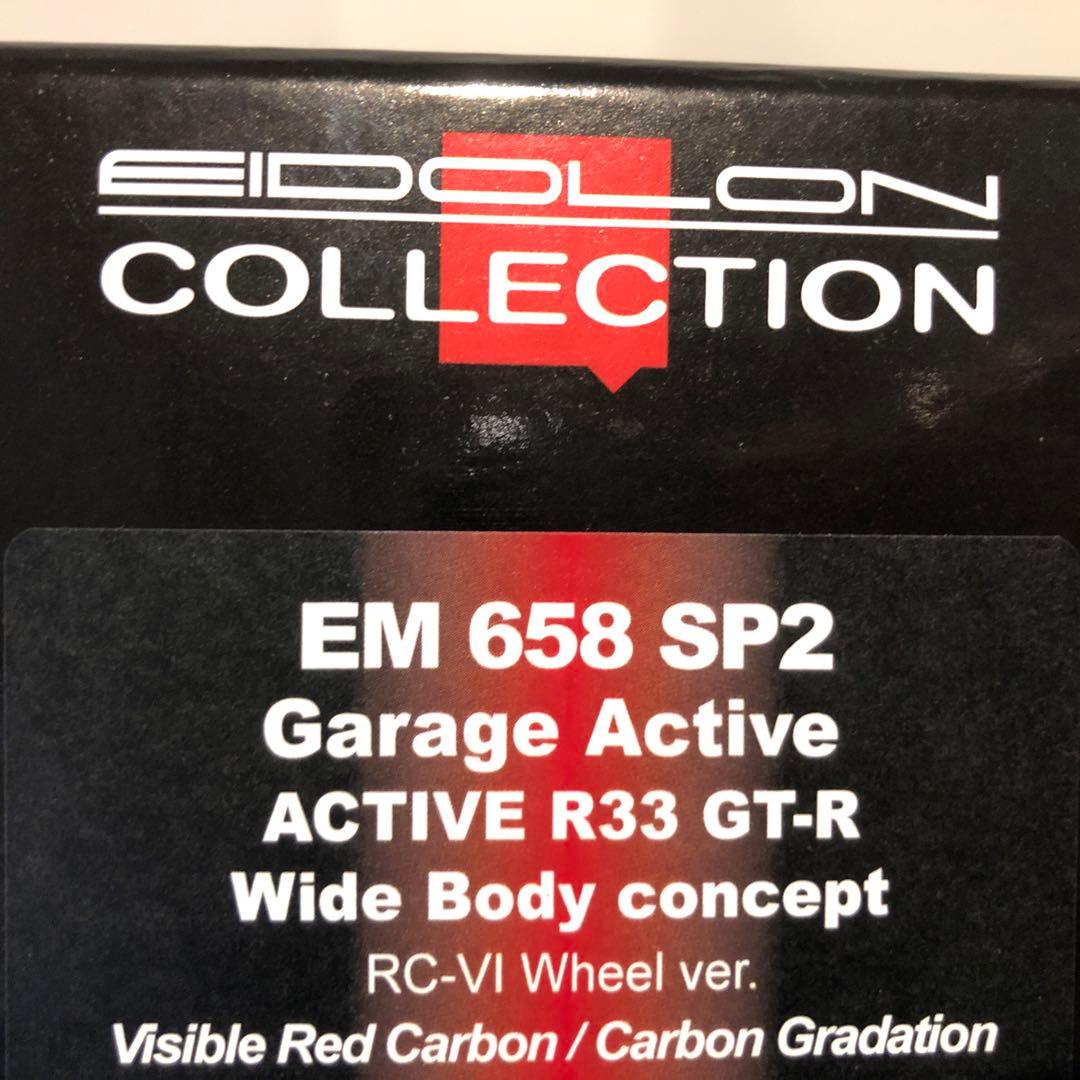 EIDOLON
COLLECTION
EM 658 SP2
Garage Active
ACTIVE R33 GT-R
Wide Body concept
RC-VI Wheel ver.
Visible Red Carbon / Carbon Gradation